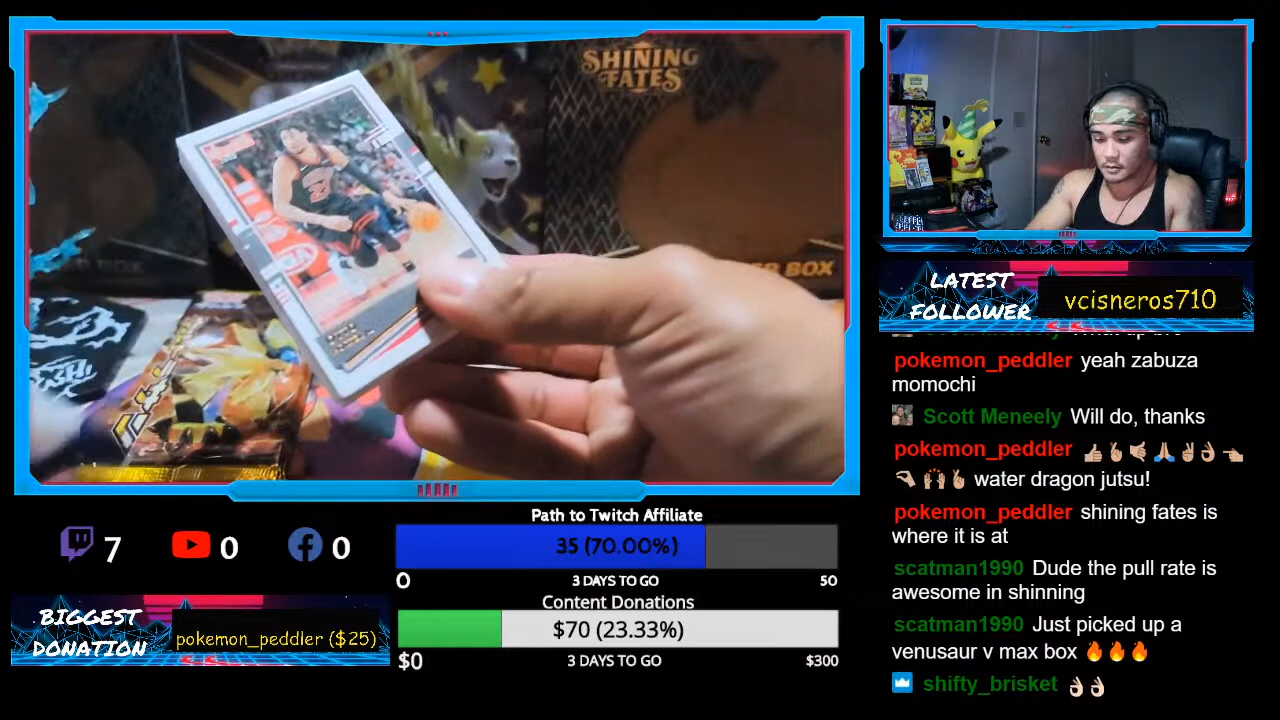 SHINING
FATES
BOX
LATEST
FOLLOWER
vcisneros710
pokemon_peddler yeah zabuza
momochi
Scott Meneely Will do, thanks
pokemon_peddler 👍🏼🤞🏼🤙🏼🙏🏼✌🏼👌🏼👈🏼
🤏🏼🙌🏼🤞🏼 water dragon jutsu!
pokemon_peddler shining fates is
where it is at
scatman1990 Dude the pull rate is
awesome in shinning
scatman1990 Just picked up a
venusaur v max box 🔥🔥🔥
shifty_brisket 👌🏼👌🏼
7
0
0
BIGGEST
DONATION
pokemon_peddler ($25)
Path to Twitch Affiliate
35 (70.00%)
0
3 DAYS TO GO
50
Content Donations
$70 (23.33%)
$0
3 DAYS TO GO
$300